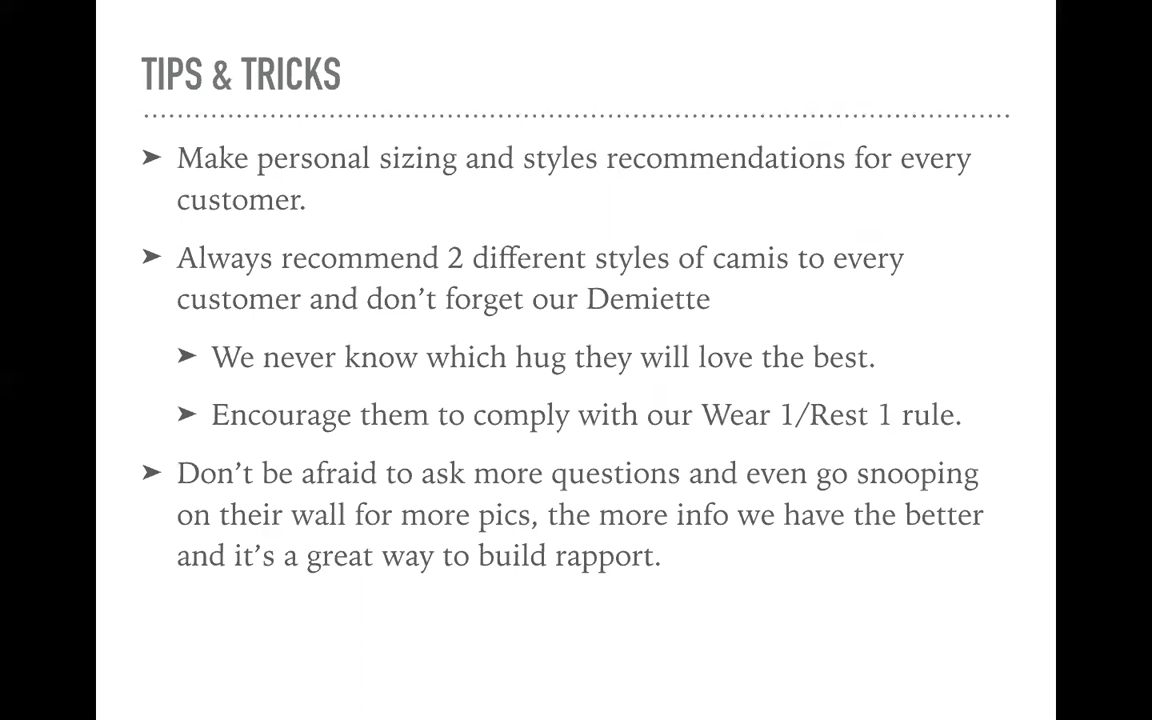 TIPS & TRICKS
➤ Make personal sizing and styles recommendations for every
customer.
➤ Always recommend 2 different styles of camis to every
customer and don’t forget our Demiette
➤ We never know which hug they will love the best.
➤ Encourage them to comply with our Wear 1/Rest 1 rule.
➤ Don’t be afraid to ask more questions and even go snooping
on their wall for more pics, the more info we have the better
and it’s a great way to build rapport.